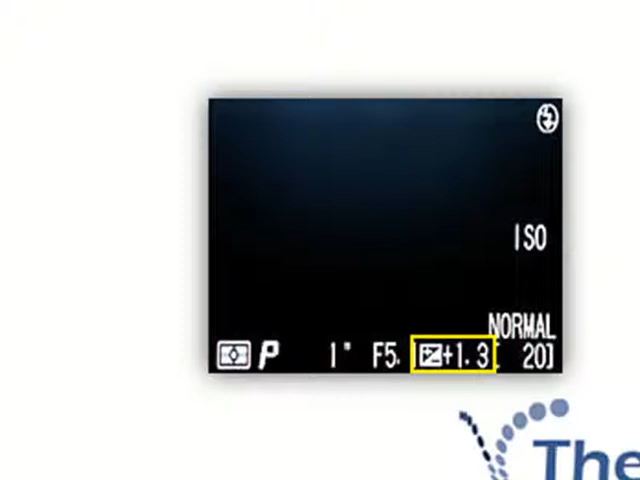 ISO
NORMAL
P 1" F5. +1.3[ 20]
The